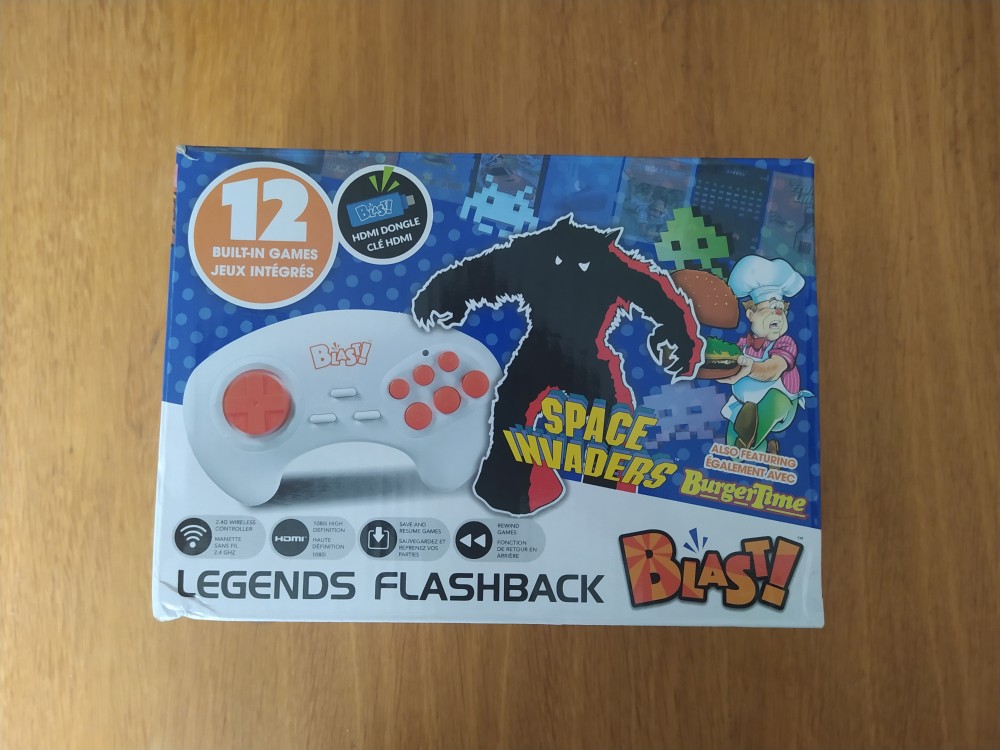 12
BUILT-IN GAMES
JEUX INTÉGRÉS
BLAST!
HDMI DONGLE
CLÉ HDMI
BLAST!
SPACE
INVADERS™
ALSO FEATURING
ÉGALEMENT AVEC
BurgerTime
2.4G WIRELESS
CONTROLLER
MANETTE
SANS FIL
2.4 GHZ
HDMI
1080i HIGH
DEFINITION
HAUTE
DÉFINITION
1080i
SAVE AND
RESUME GAMES
SAUVEGARDEZ ET
REPRENEZ VOS
PARTIES
REWIND
GAMES
FONCTION
DE RETOUR EN
ARRIÈRE
LEGENDS FLASHBACK
BLAST!™